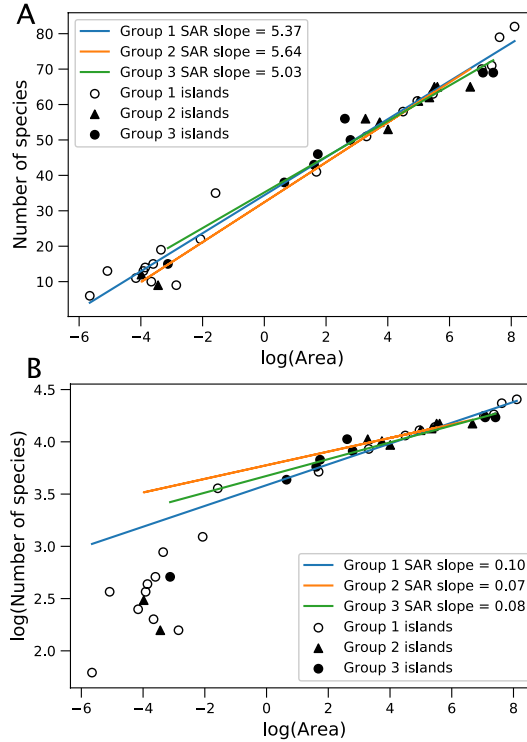 A
Group 1 SAR slope = 5.37
Group 2 SAR slope = 5.64
Group 3 SAR slope = 5.03
Group 1 islands
Group 2 islands
Group 3 islands
Number of species
80
70
60
50
40
30
20
10
−6 −4 −2 0 2 4 6 8
log(Area)
B
log(Number of species)
4.5
4.0
3.5
3.0
2.5
2.0
Group 1 SAR slope = 0.10
Group 2 SAR slope = 0.07
Group 3 SAR slope = 0.08
Group 1 islands
Group 2 islands
Group 3 islands
−6 −4 −2 0 2 4 6 8
log(Area)